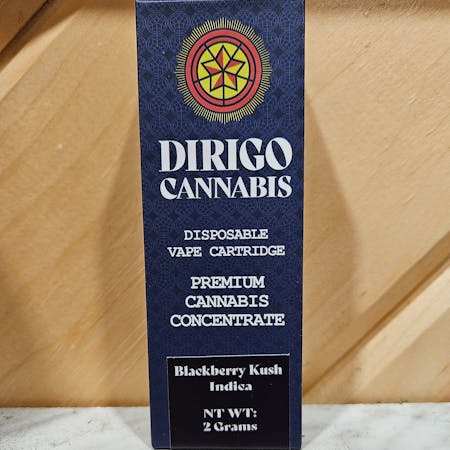 DIRIGO
CANNABIS
DISPOSABLE
VAPE CARTRIDGE
PREMIUM
CANNABIS
CONCENTRATE
Blackberry Kush
Indica
NT WT:
2 Grams